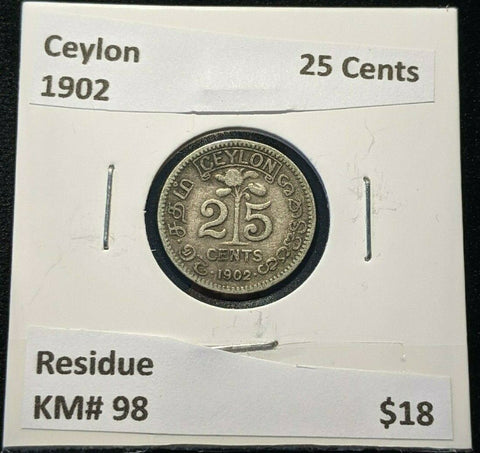 Ceylon
1902
25 Cents
CEYLON
25
CENTS
·1902·
Residue
KM# 98
$18